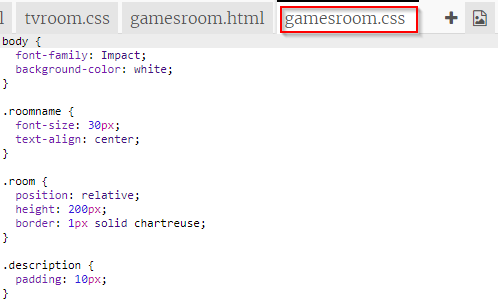 l tvroom.css gamesroom.html gamesroom.css +
body {
  font-family: Impact;
  background-color: white;
}

.roomname {
  font-size: 30px;
  text-align: center;
}

.room {
  position: relative;
  height: 200px;
  border: 1px solid chartreuse;
}

.description {
  padding: 10px;
}